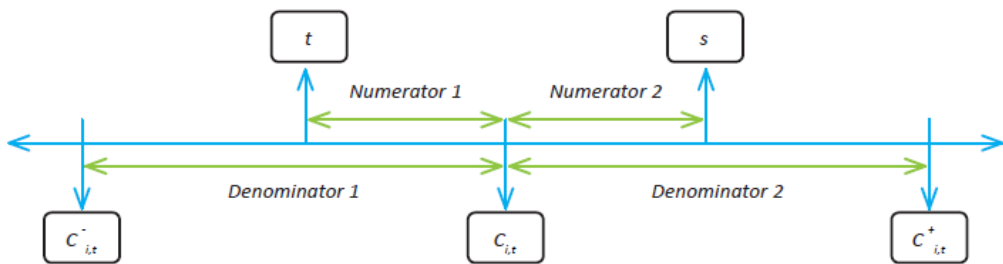 t
s
Numerator 1
Numerator 2
Denominator 1
Denominator 2
C⁻i,t
Ci,t
C⁺i,t